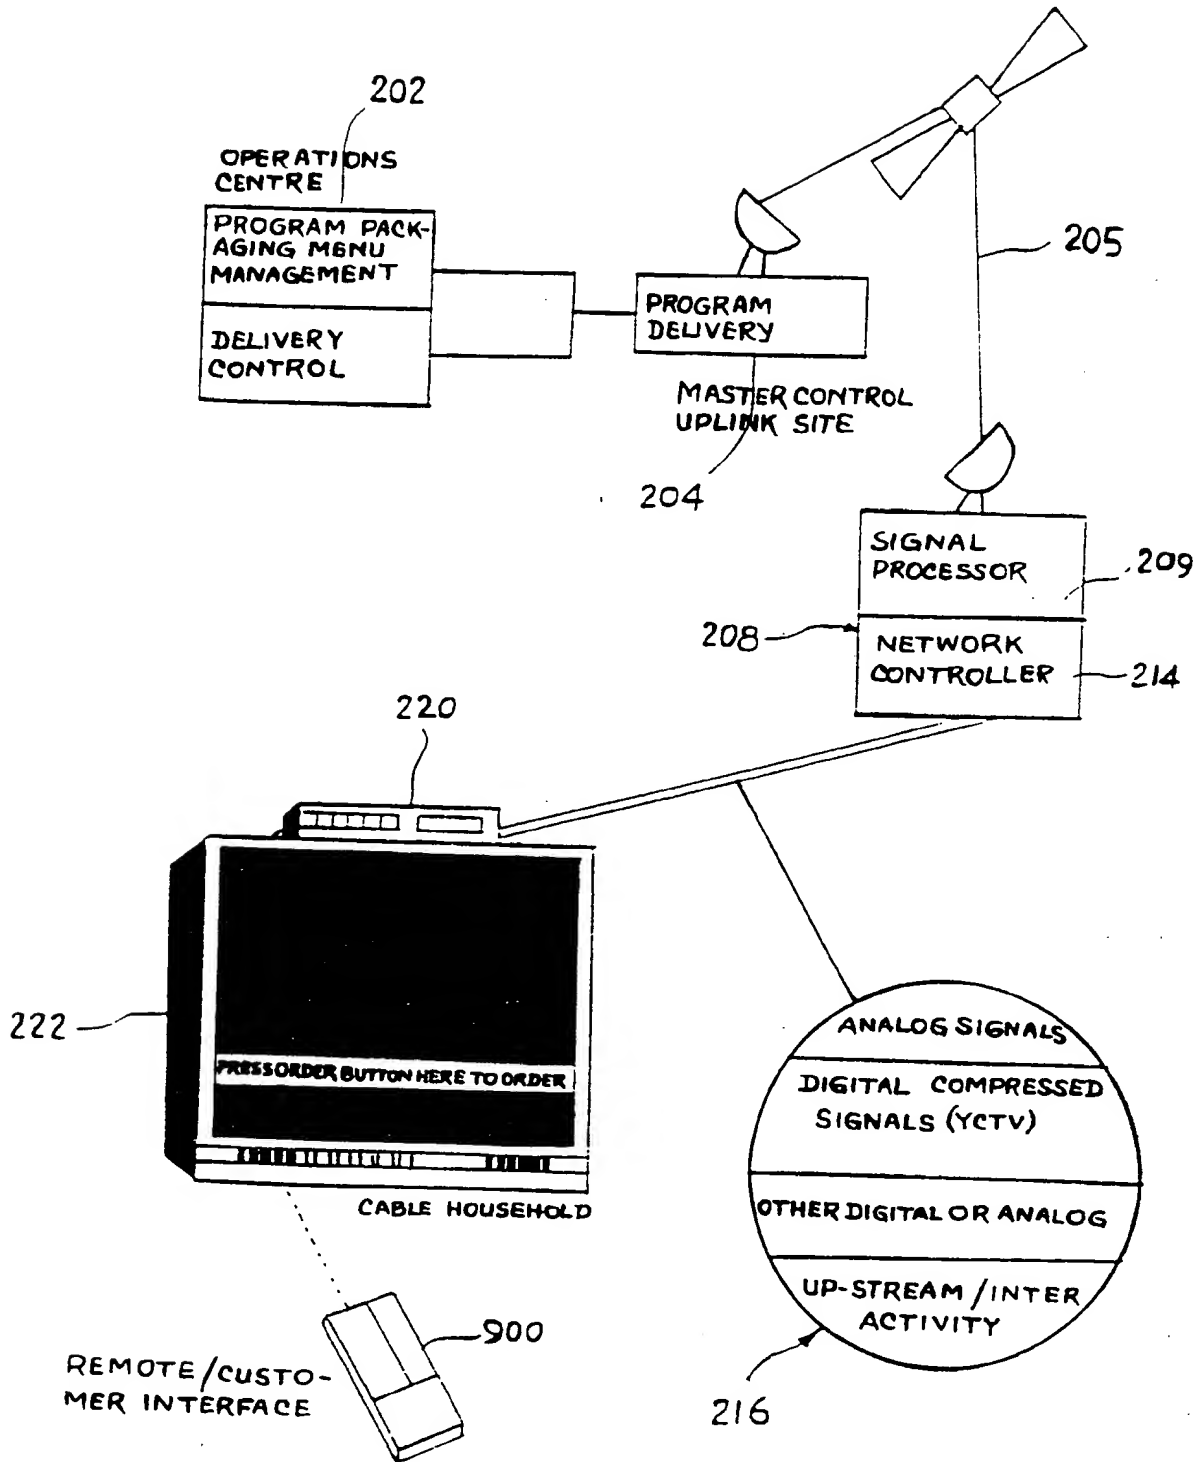 202
OPERATIONS
CENTRE
PROGRAM PACK-
AGING MENU
MANAGEMENT
DELIVERY
CONTROL
PROGRAM
DELIVERY
205
MASTER CONTROL
UPLINK SITE
204
SIGNAL
PROCESSOR
209
208
NETWORK
CONTROLLER
214
220
222
PRESS ORDER BUTTON HERE TO ORDER
CABLE HOUSEHOLD
ANALOG SIGNALS
DIGITAL COMPRESSED
SIGNALS (YCTV)
OTHER DIGITAL OR ANALOG
UP-STREAM/INTER
ACTIVITY
216
900
REMOTE/CUSTO-
MER INTERFACE